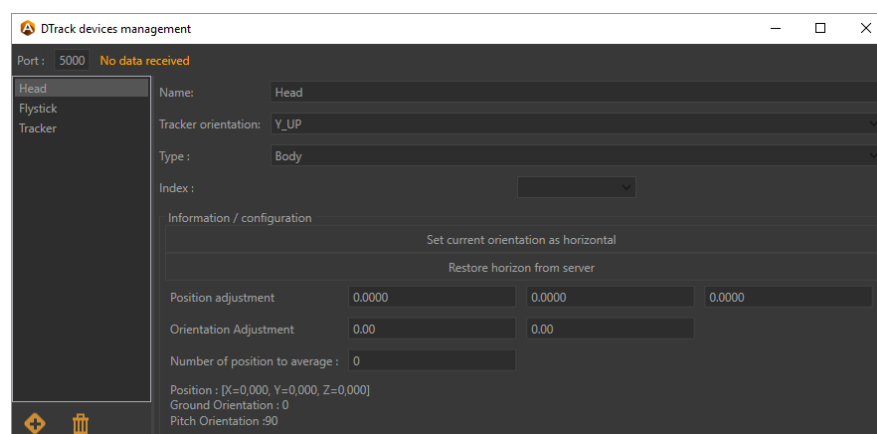 DTrack devices management
Port : 5000 No data received
Head
Flystick
Tracker
Name: Head
Tracker orientation: Y_UP
Type : Body
Index :
Information / configuration
Set current orientation as horizontal
Restore horizon from server
Position adjustment 0.0000 0.0000 0.0000
Orientation Adjustment 0.00 0.00
Number of position to average : 0
Position : [X=0,000, Y=0,000, Z=0,000]
Ground Orientation : 0
Pitch Orientation :90